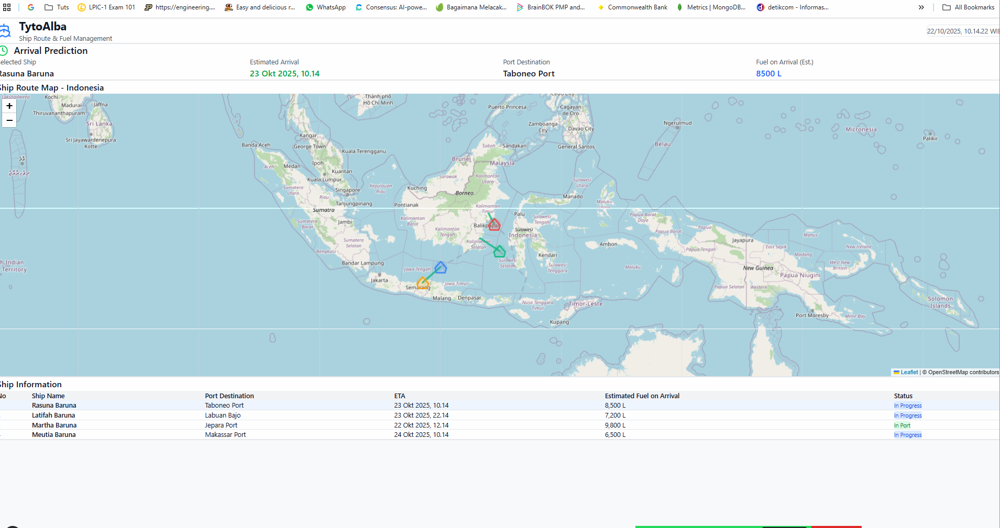 Tuts
LPIC-1 Exam 101
https://engineering....
Easy and delicious r...
WhatsApp
Consensus: AI-powe...
Bagaimana Melacak...
BrainBOK PMP and...
Commonwealth Bank
Metrics | MongoDB...
detikcom - Informas...
All Bookmarks
TytoAlba
Ship Route & Fuel Management
22/10/2025, 10.14.22 WIB
Arrival Prediction
elected Ship
Estimated Arrival
Port Destination
Fuel on Arrival (Est.)
Rasuna Baruna
23 Okt 2025, 10.14
Taboneo Port
8500 L
Ship Route Map - Indonesia
+
−
Lakshadweep
Kochi
Madurai
Jaffna
Thiruvananthapuram
Sri Lanka
Sri Jayawardenepura
Kotte
h Indian
Territory
Thành phố
Hồ Chí Minh
Kangar
Banda Aceh
George Town
Kuala Terengganu
Ipoh
Aceh
Medan
Kuantan
Kuala Lumpur
Sumatera
Utara
Singapore
Riau
Kepulauan
Riau
Tanjungpinang
Sumatra
Sumatera
Barat
Jambi
Sumatera
Selatan
Bengkulu
Bandar Lampung
Jakarta
Jawa Tengah
Semarang
Jawa Timur
Malang
Denpasar
Puerto Princesa
Cebu City
Cagayan
de Oro
Zamboanga
City
Davao City
General Santos
Sandakan
Sabah
Brunei
Malaysia
Sarawak
Kalimantan
Utara
Kuching
Borneo
Pontianak
Kalimantan
Timur
Kalimantan
Barat
Balikpapan
Kalimantan
Tengah
Kalimantan
Selatan
Sulawesi
Utara
Manado
Maluku
Utara
Palu
Sulawesi
Tengah
Sulawesi
Indonesia
Kendari
Sulawesi
Selatan
Sulawesi
Tenggara
Ambon
Maluku
Nusa Tenggara
Timur
Timor-Leste
Kupang
Ngerulmud
Belau
Micronesia
Palikir
Papua Barat
Daya
Papua Barat
Papua
Jayapura
East Sepik
Manus
New Ireland
Madang
West New
Britain
New Guinea
Papua Niugini
Papua Selatan
Western
Port Moresby
Milne Bay
Solomon
Islands
Leaflet | © OpenStreetMap contributors
Ship Information
No
Ship Name
Port Destination
ETA
Estimated Fuel on Arrival
Status
Rasuna Baruna
Taboneo Port
23 Okt 2025, 10.14
8,500 L
In Progress
Latifah Baruna
Labuan Bajo
23 Okt 2025, 22.14
7,200 L
In Progress
Martha Baruna
Jepara Port
22 Okt 2025, 12.14
9,800 L
In Port
Meutia Baruna
Makassar Port
24 Okt 2025, 10.14
6,500 L
In Progress